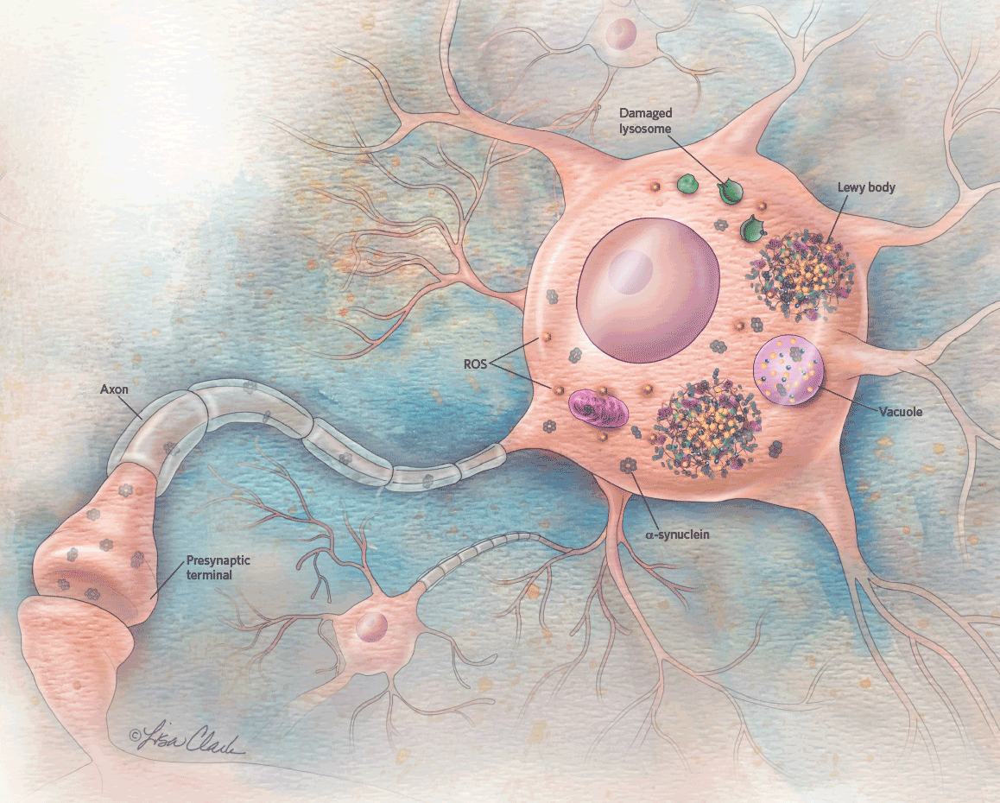 Damaged
lysosome
Lewy body
ROS
Axon
Vacuole
α-synuclein
Presynaptic
terminal
©Lisa Clark